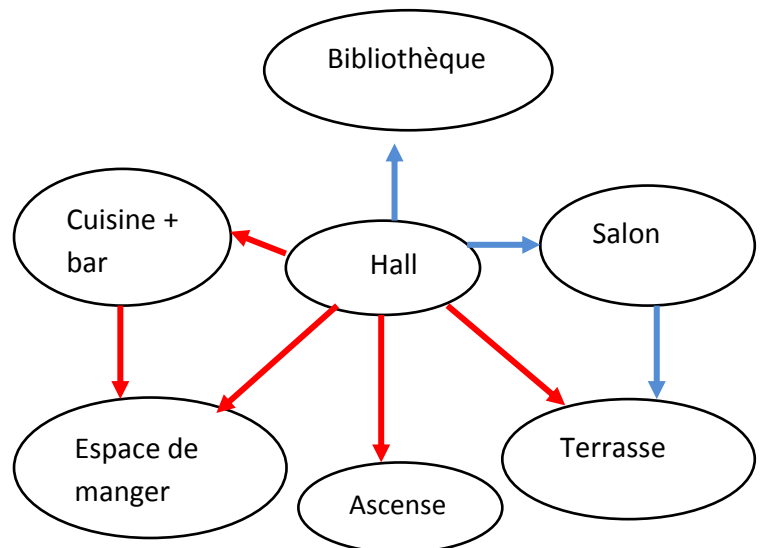 Bibliothèque
Cuisine +
bar
Hall
Salon
Espace de
manger
Ascense
Terrasse